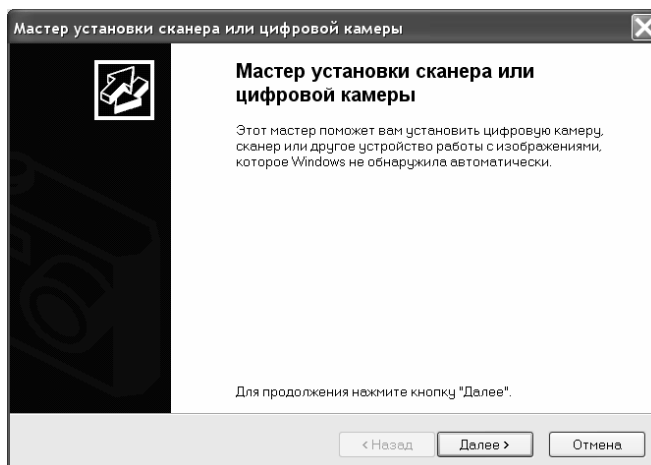 Мастер установки сканера или цифровой камеры
Мастер установки сканера или
цифровой камеры
Этот мастер поможет вам установить цифровую камеру,
сканер или другое устройство работы с изображениями,
которое Windows не обнаружила автоматически.
Для продолжения нажмите кнопку "Далее".
< Назад
Далее >
Отмена